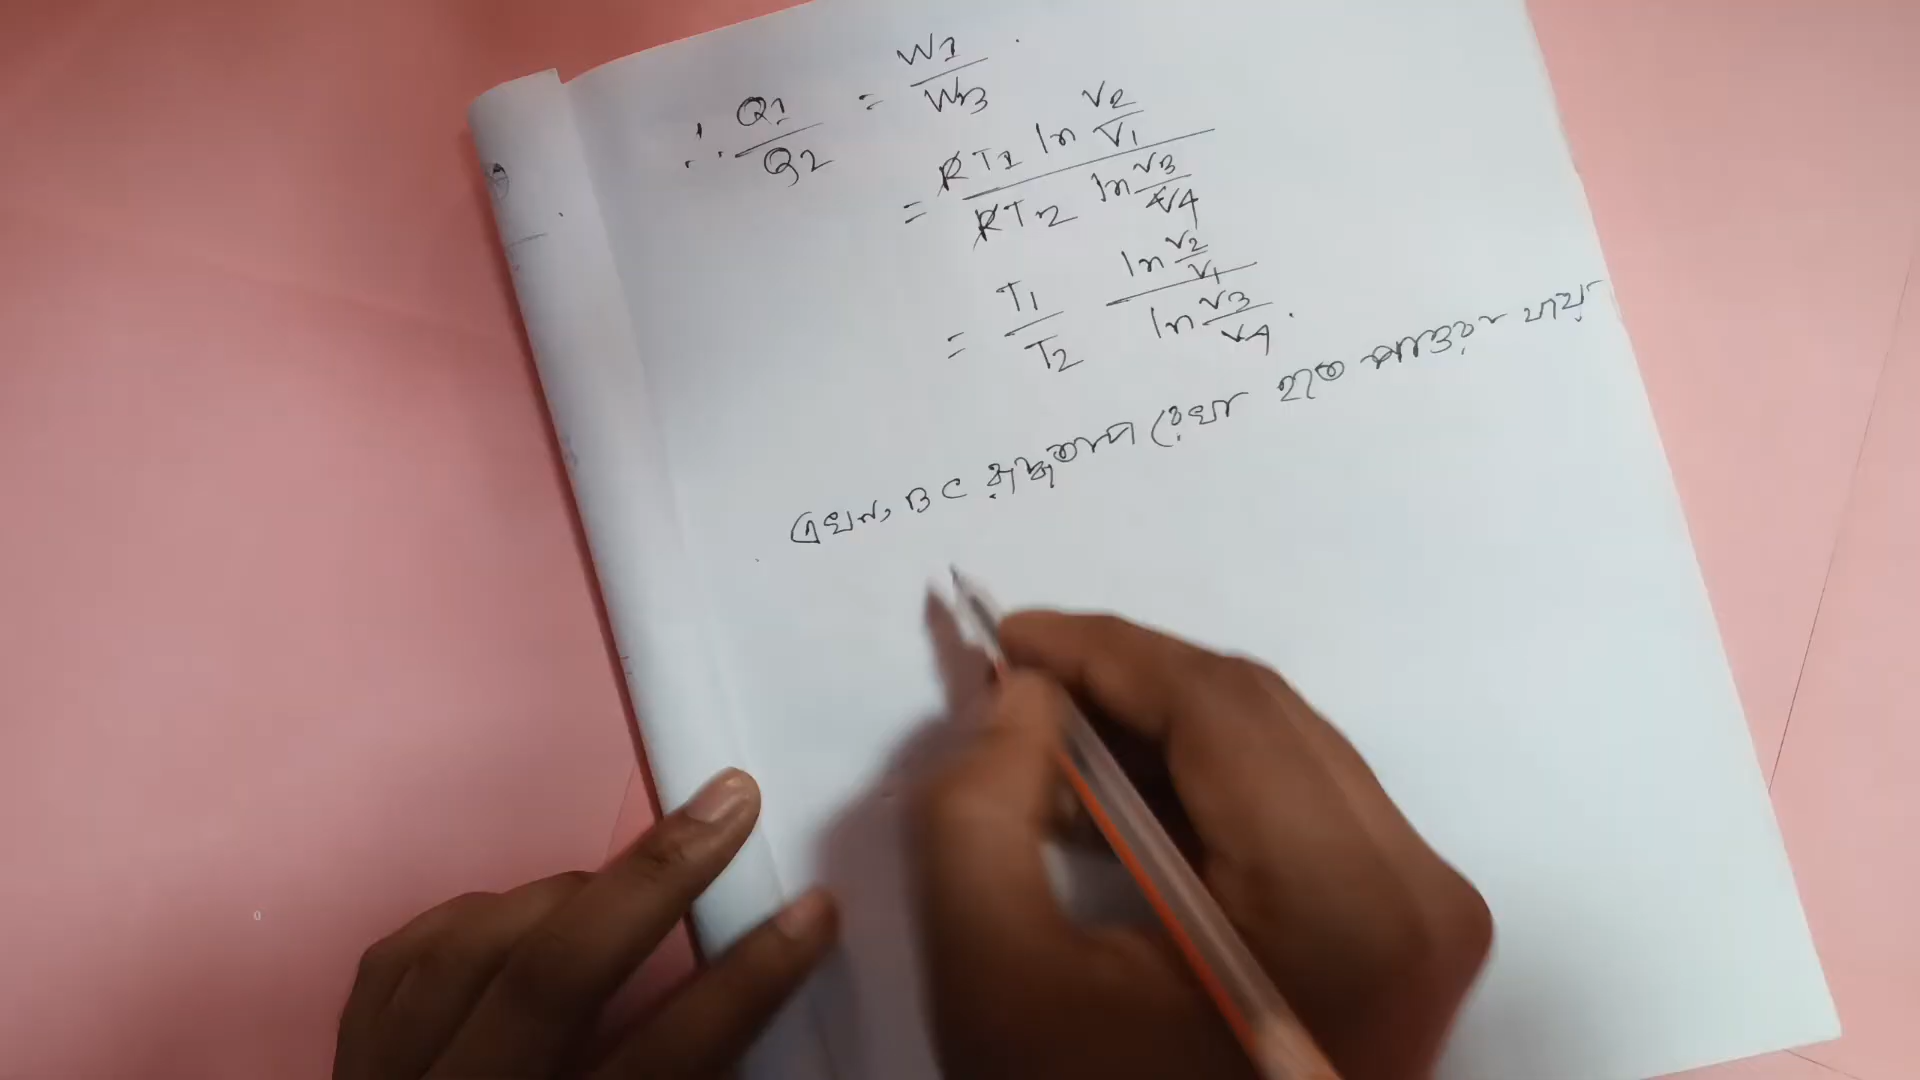 ∴ Q1/Q2 = W1/W3
= RT1 ln V2/V1 / RT2 ln V3/V4
= T1/T2 ln V2/V1 / ln V3/V4.
এখন, BC রুদ্ধতাপ রেখা হতে পাওয়া যায়